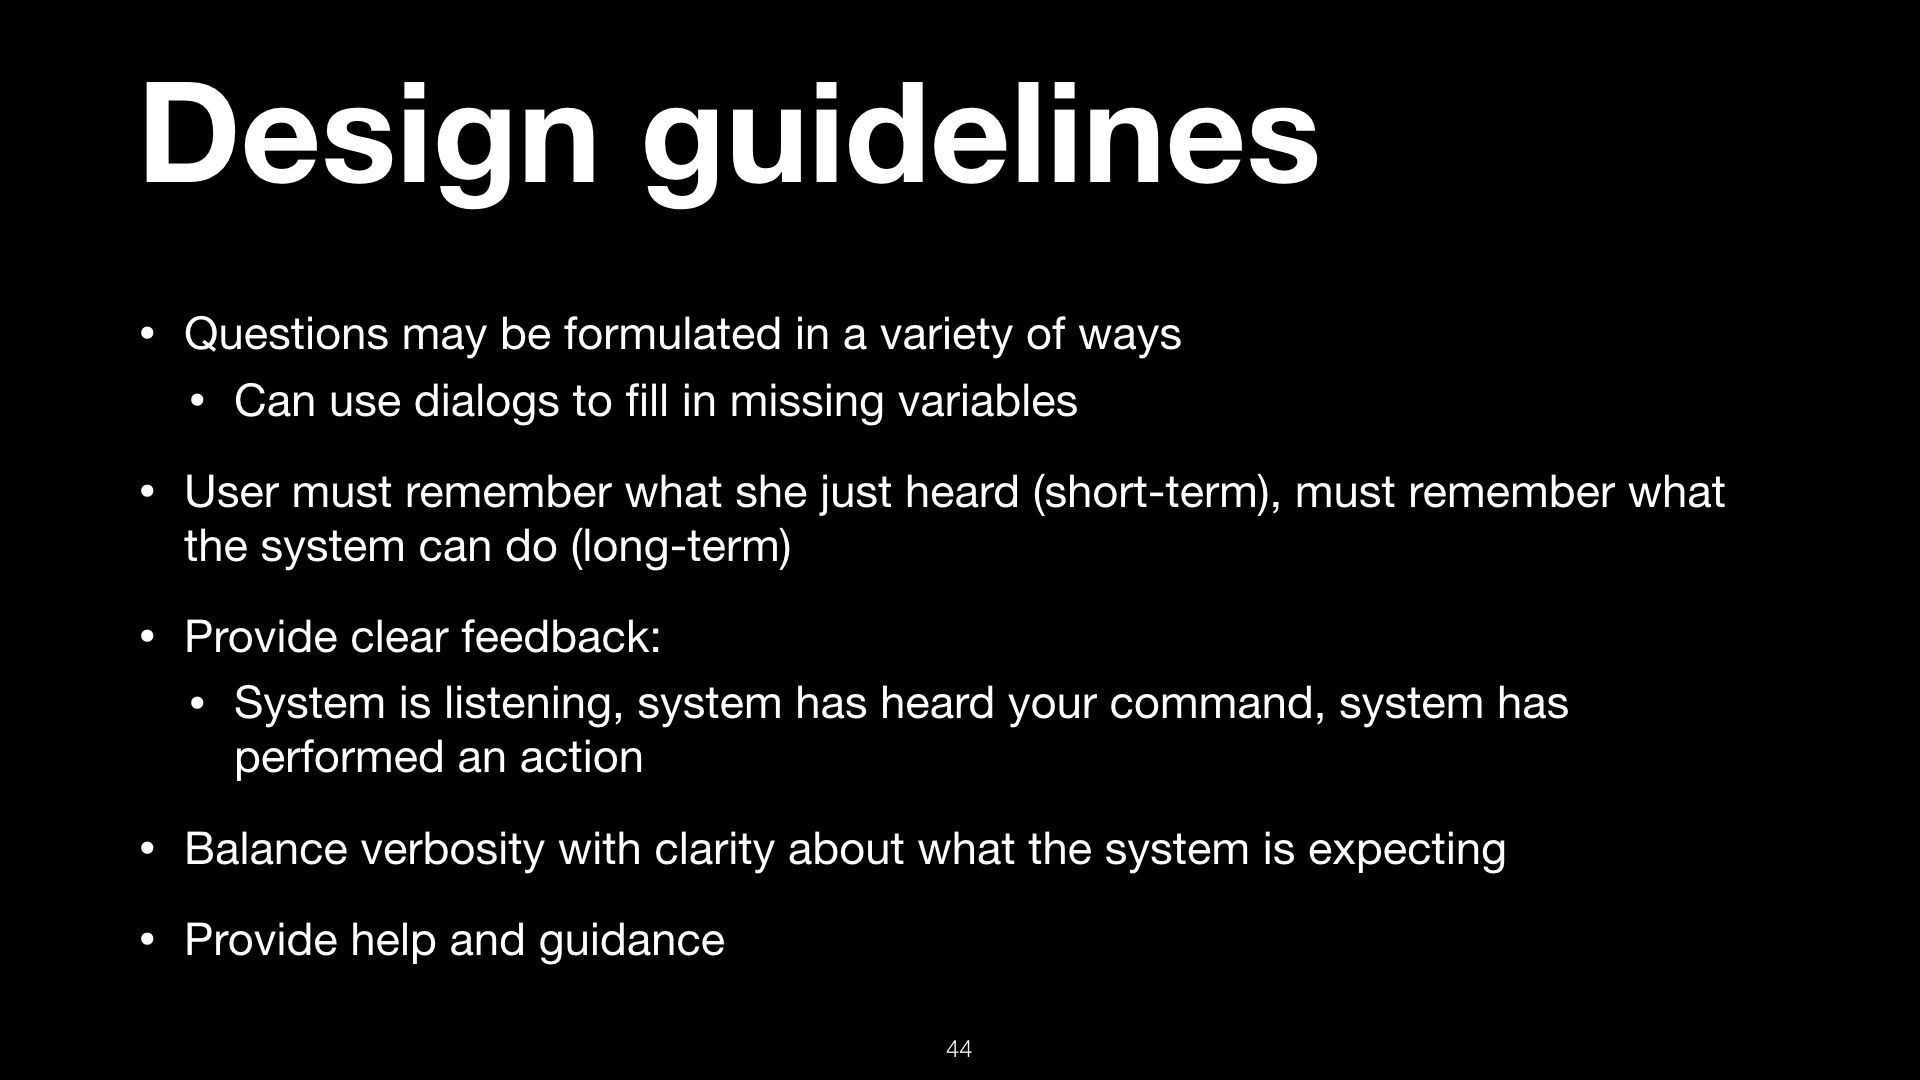 Design guidelines
• Questions may be formulated in a variety of ways
• Can use dialogs to fill in missing variables
• User must remember what she just heard (short-term), must remember what
the system can do (long-term)
• Provide clear feedback:
• System is listening, system has heard your command, system has
performed an action
• Balance verbosity with clarity about what the system is expecting
• Provide help and guidance
44